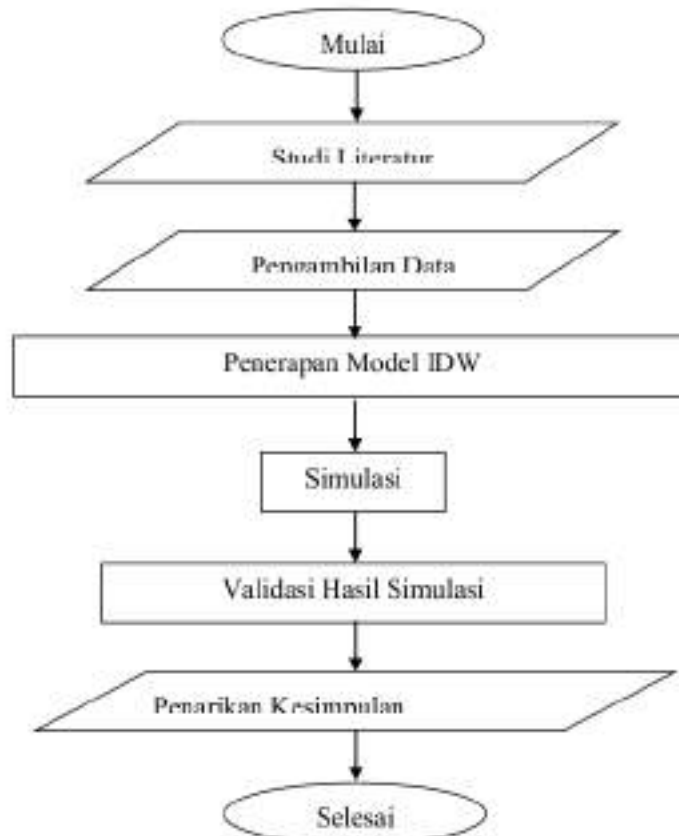 Mulai
Studi Literatur
Pengambilan Data
Penerapan Model IDW
Simulasi
Validasi Hasil Simulasi
Penarikan Kesimpulan
Selesai